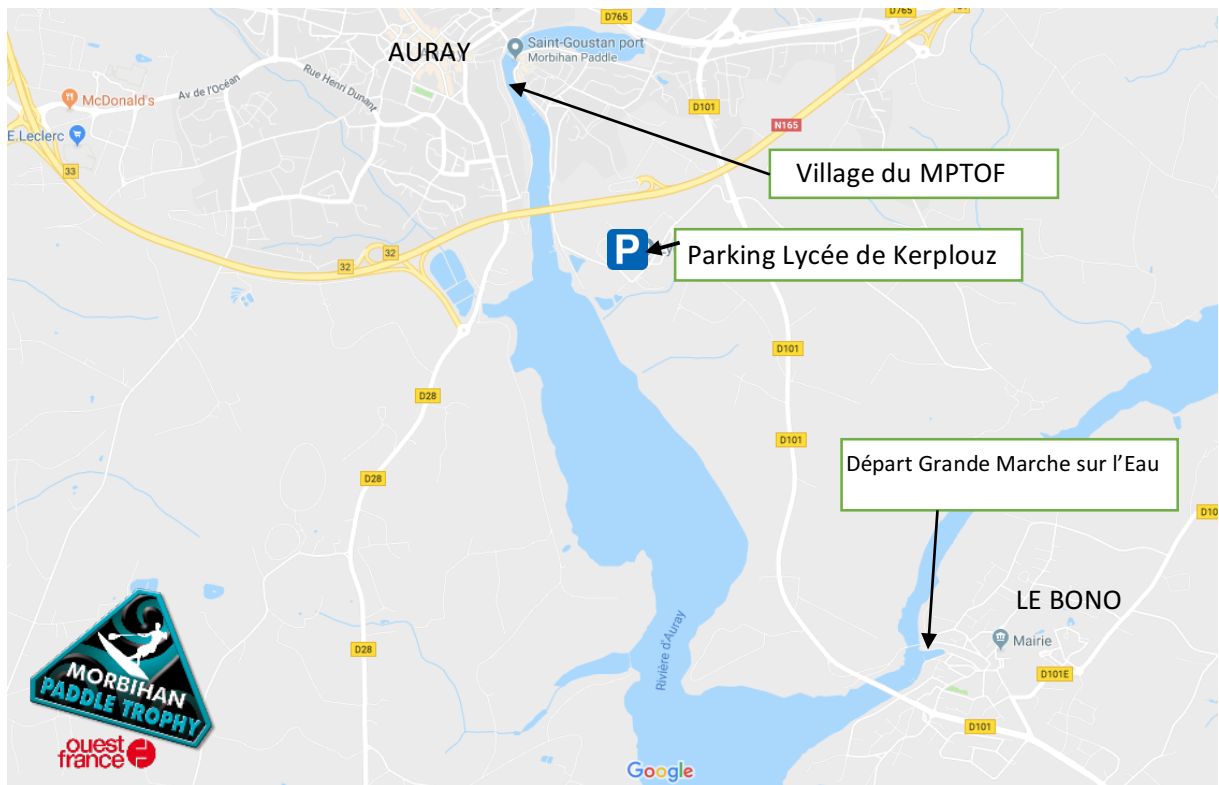 D765
D765
AURAY
Saint-Goustan port
Morbihan Paddle
McDonald's
Av de l'Océan
Rue Henri Dunant
D101
N165
E.Leclerc
33
Village du MPTOF
32
32
P
Parking Lycée de Kerplouz
D28
D101
D101
D28
Départ Grande Marche sur l’Eau
LE BONO
Mairie
D28
Rivière d'Auray
D101E
D101
MORBIHAN
PADDLE TROPHY
ouest
france
Google